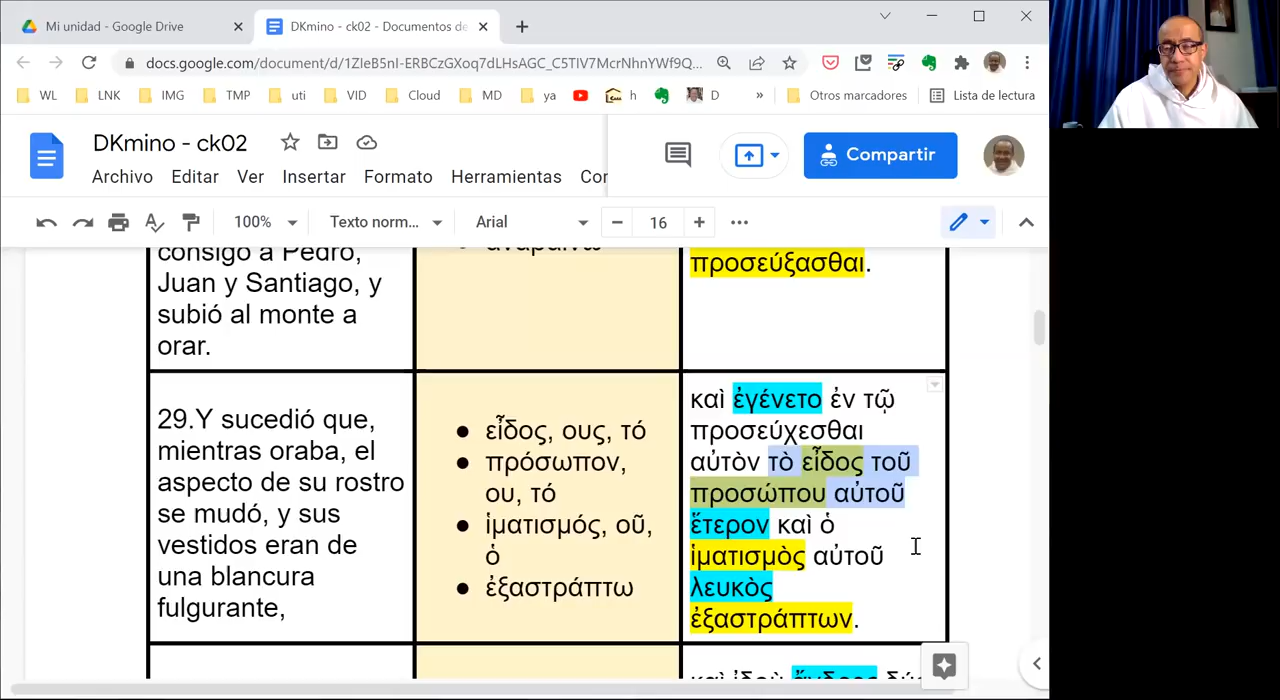 Mi unidad - Google Drive
DKmino - ck02 - Documentos de
docs.google.com/document/d/1ZIeB5nI-ERBCzGXoq7dLHsAGC_C5TIV7McrNhnYWf9Q...
WL LNK IMG TMP uti VID Cloud MD ya h D » Otros marcadores Lista de lectura
DKmino - ck02
Compartir
Archivo Editar Ver Insertar Formato Herramientas Cor
100% Texto norm... Arial 16
consigo a Pedro,
Juan y Santiago, y
subió al monte a
orar.
προσεύξασθαι.
29.Y sucedió que,
mientras oraba, el
aspecto de su rostro
se mudó, y sus
vestidos eran de
una blancura
fulgurante,
εἶδος, ους, τό
πρόσωπον,
ου, τό
ἱματισμός, οῦ,
ὁ
ἐξαστράπτω
καὶ ἐγένετο ἐν τῷ
προσεύχεσθαι
αὐτὸν τὸ εἶδος τοῦ
προσώπου αὐτοῦ
ἕτερον καὶ ὁ
ἱματισμὸς αὐτοῦ
λευκὸς
ἐξαστράπτων.
καὶ ἰδοὺ ἄνδρες δύο